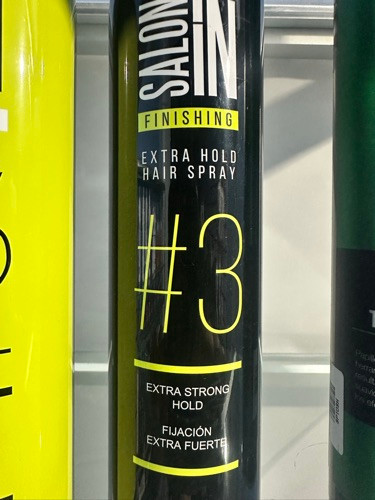 SALON
IN
FINISHING
EXTRA HOLD
HAIR SPRAY
#3
EXTRA STRONG
HOLD
FIJACIÓN
EXTRA FUERTE